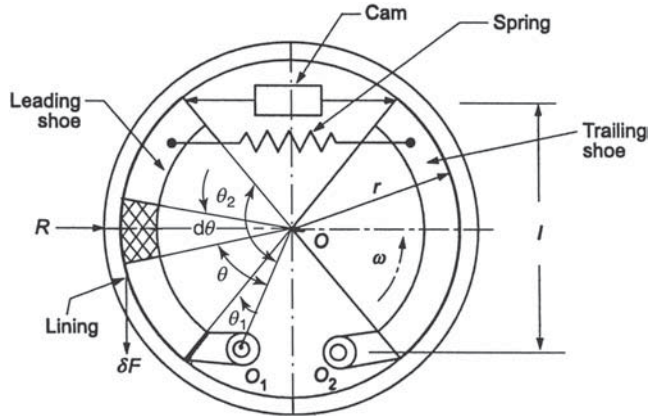 Cam
Spring
Leading
shoe
Trailing
shoe
r
θ₂
R
dθ
O
l
θ
ω
Lining
θ₁
δF
O₁
O₂